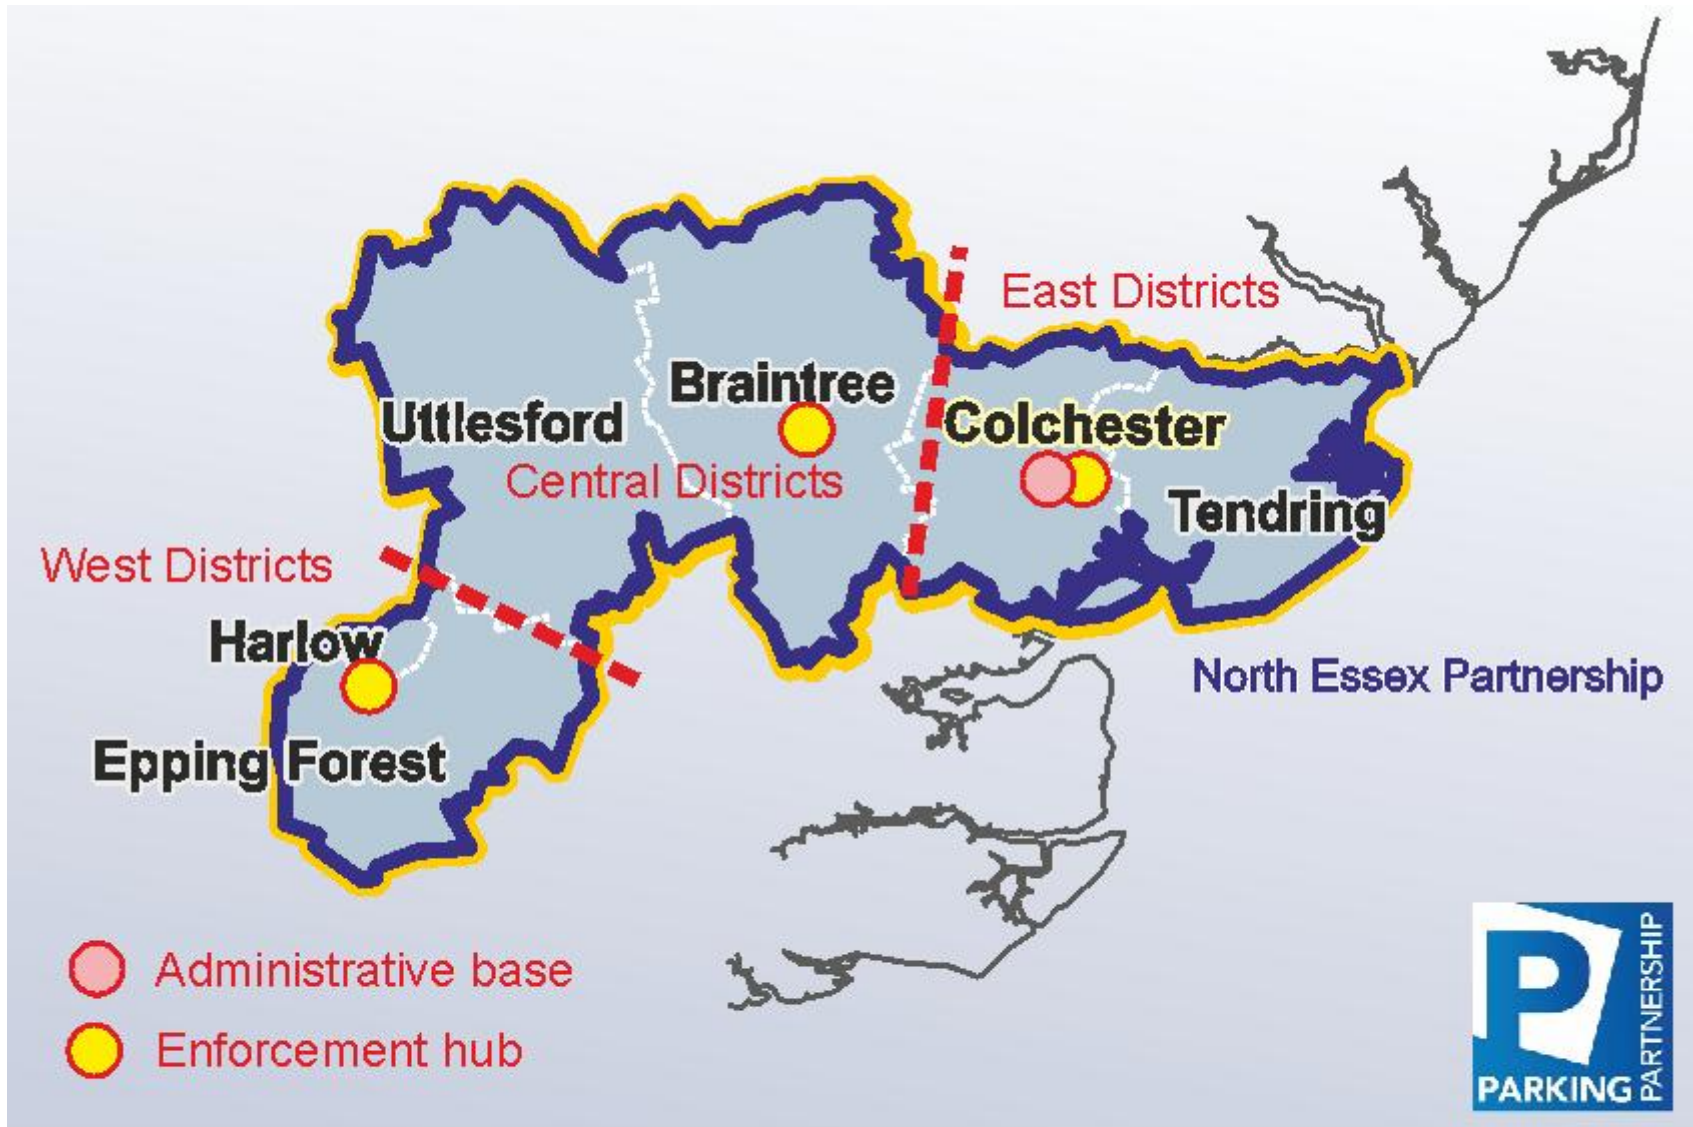 East Districts
Braintree
Uttlesford
Colchester
Central Districts
Tendring
West Districts
Harlow
North Essex Partnership
Epping Forest
Administrative base
Enforcement hub
P
PARKING
PARTNERSHIP